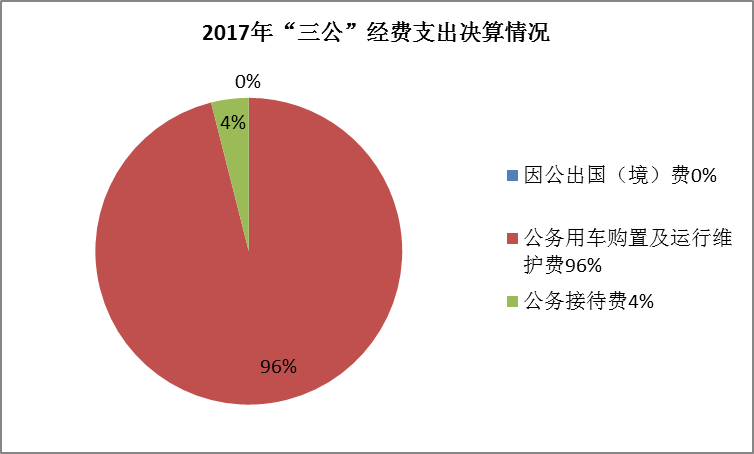 2017年“三公”经费支出决算情况
0%
4%
96%
因公出国（境）费0%
公务用车购置及运行维
护费96%
公务接待费4%